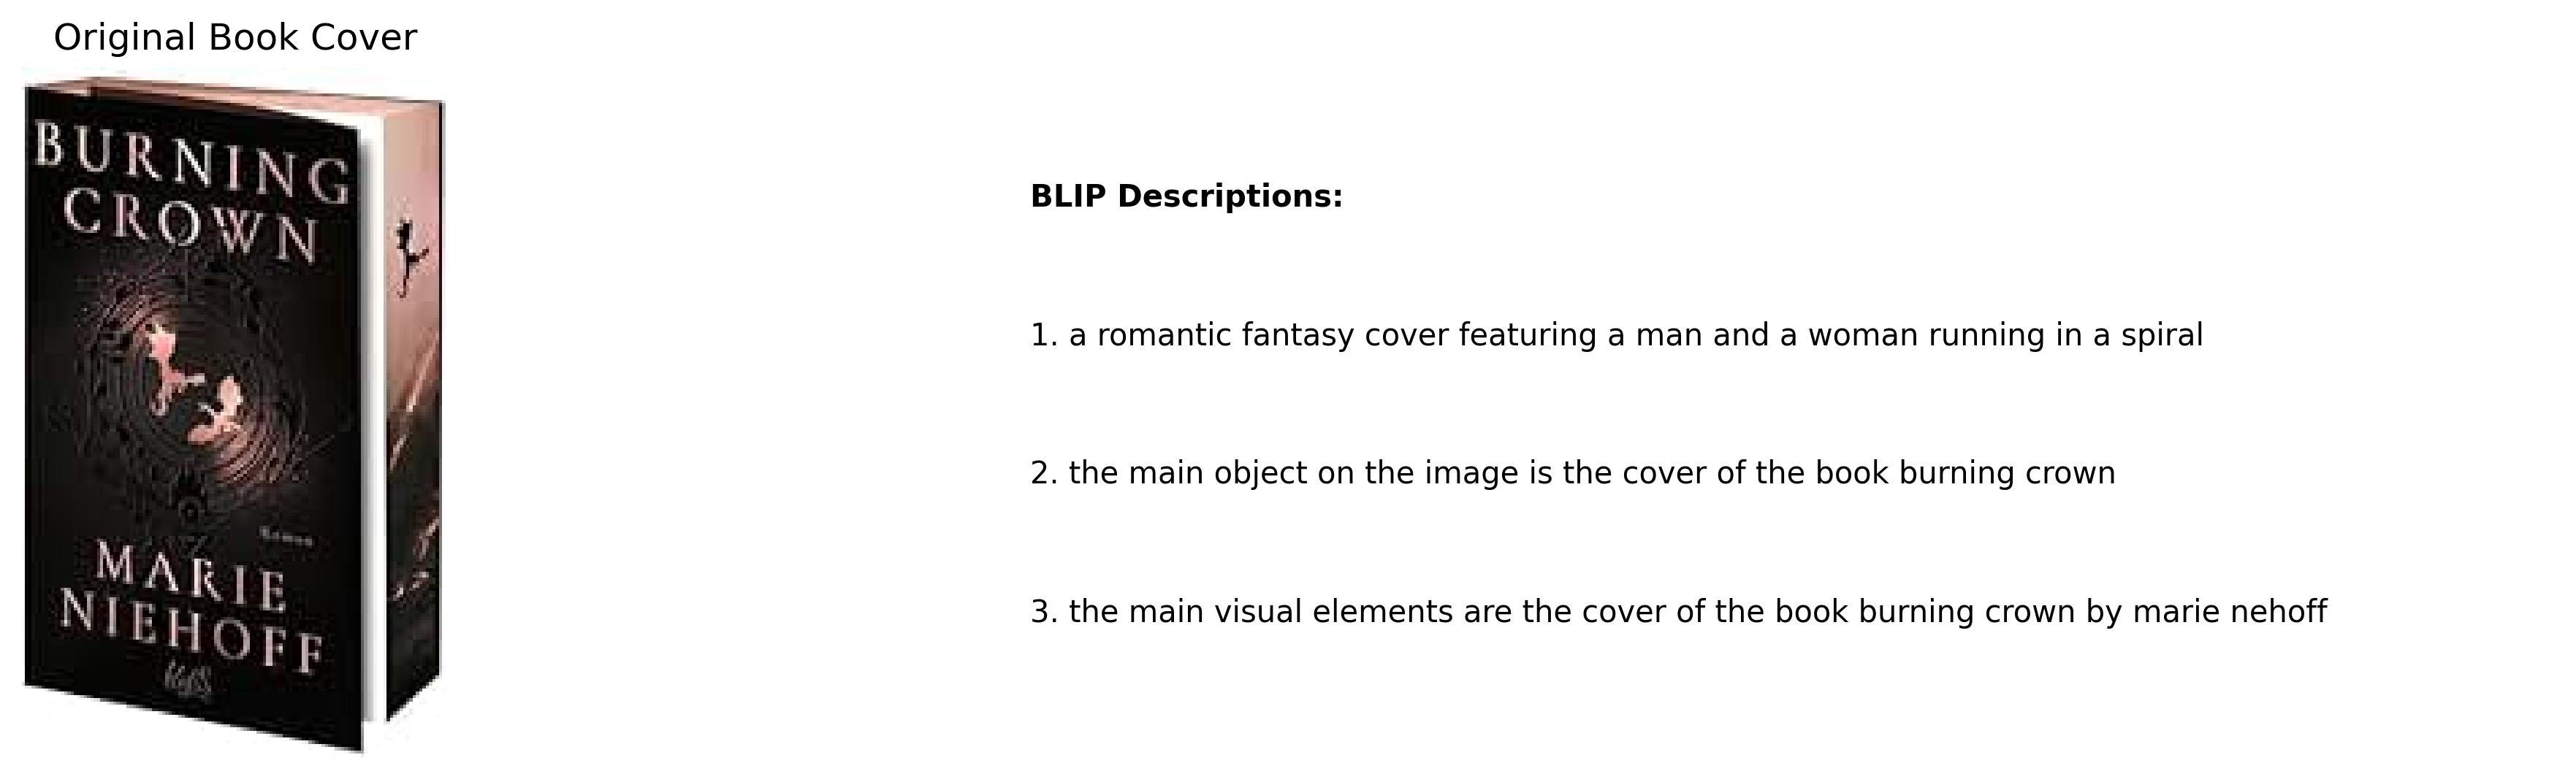 Original Book Cover
BURNING
CROWN
Roman
MARIE
NIEHOFF
BLIP Descriptions:
1. a romantic fantasy cover featuring a man and a woman running in a spiral
2. the main object on the image is the cover of the book burning crown
3. the main visual elements are the cover of the book burning crown by marie nehoff